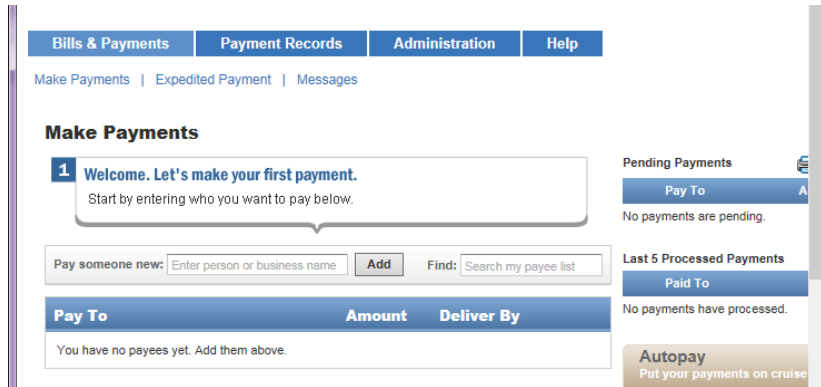 Bills & Payments Payment Records Administration Help
Make Payments | Expedited Payment | Messages
Make Payments
1 Welcome. Let's make your first payment.
Start by entering who you want to pay below.
Pay someone new: Enter person or business name Add Find: Search my payee list
Pay To Amount Deliver By
You have no payees yet. Add them above.
Pending Payments
Pay To A
No payments are pending.
Last 5 Processed Payments
Paid To
No payments have processed.
Autopay
Put your payments on cruise